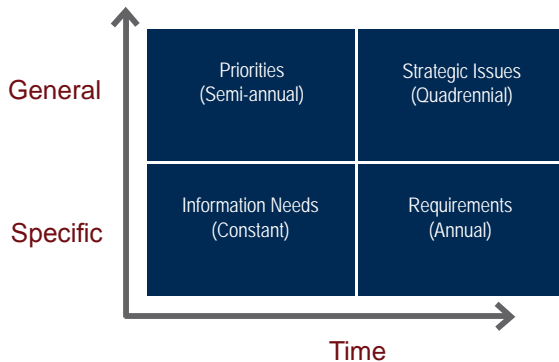 General
Priorities
(Semi-annual)
Strategic Issues
(Quadrennial)
Specific
Information Needs
(Constant)
Requirements
(Annual)
Time